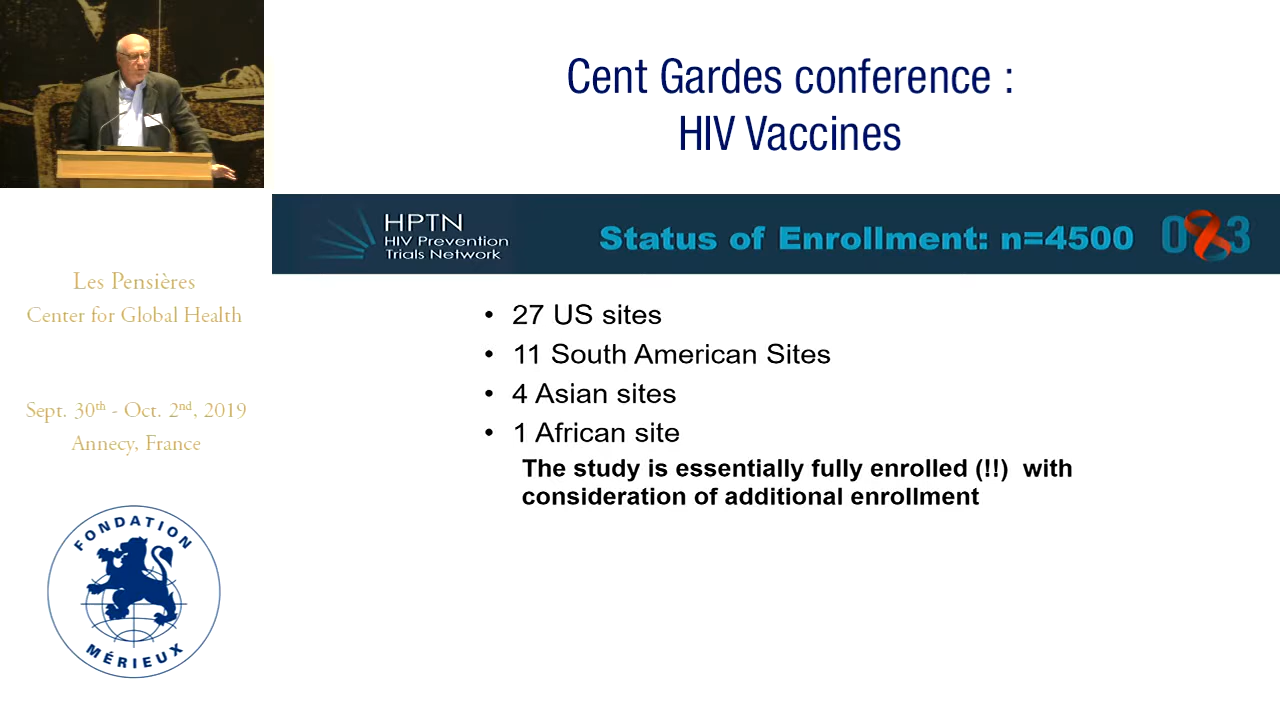 Cent Gardes conference :
HIV Vaccines
HPTN
HIV Prevention
Trials Network
Status of Enrollment: n=4500
083
• 27 US sites
• 11 South American Sites
• 4 Asian sites
• 1 African site
The study is essentially fully enrolled (!!) with
consideration of additional enrollment
Les Pensières
Center for Global Health
Sept. 30th - Oct. 2nd, 2019
Annecy, France
FONDATION
MÉRIEUX